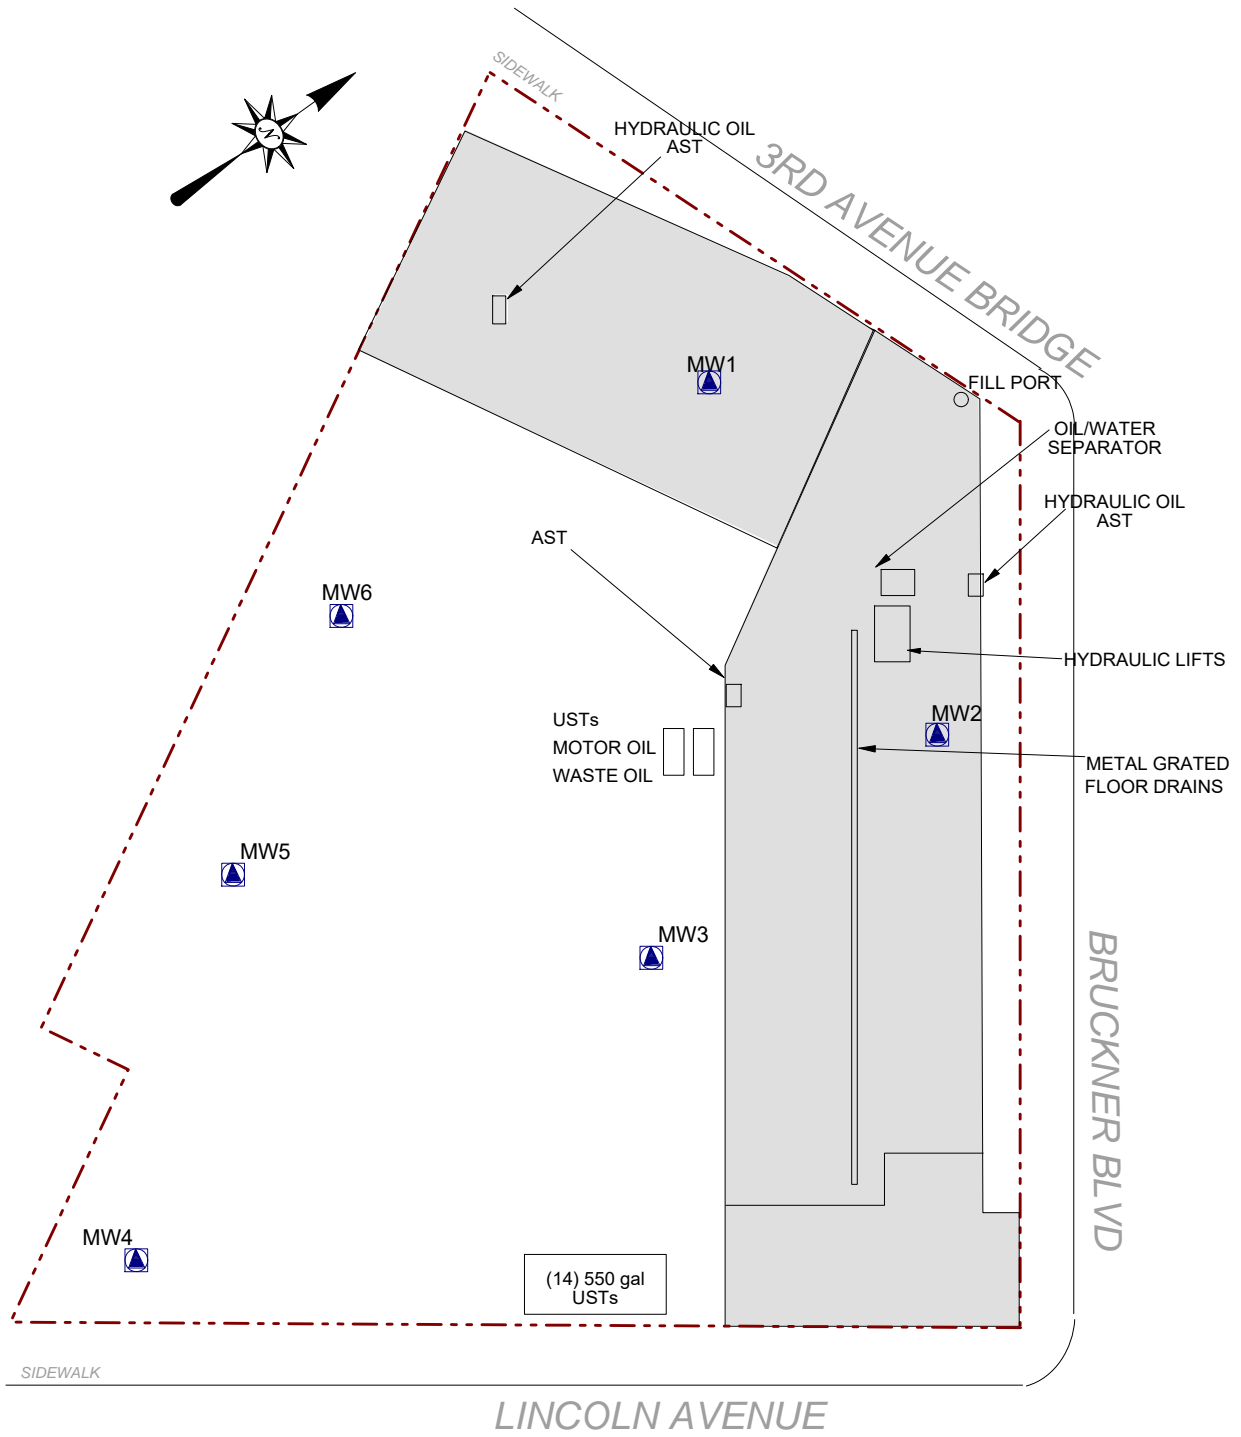 SIDEWALK
HYDRAULIC OIL
AST
3RD AVENUE BRIDGE
N
MW1
FILL PORT
OIL/WATER
SEPARATOR
HYDRAULIC OIL
AST
AST
MW6
HYDRAULIC LIFTS
USTs
MOTOR OIL
WASTE OIL
MW2
METAL GRATED
FLOOR DRAINS
MW5
MW3
BRUCKNER BLVD
MW4
(14) 550 gal
USTs
SIDEWALK
LINCOLN AVENUE